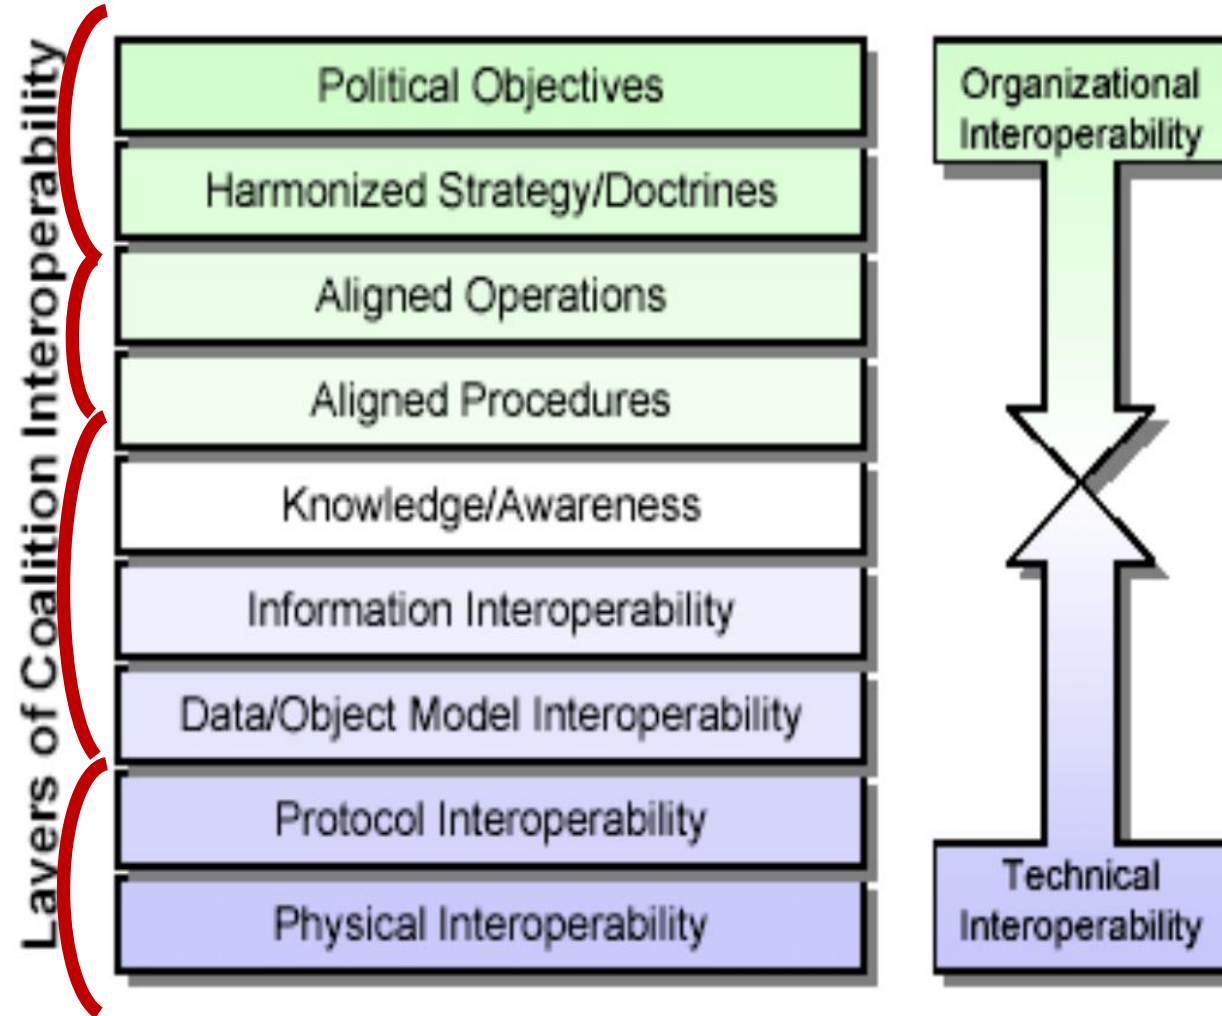 Layers of Coalition Interoperability
Political Objectives
Harmonized Strategy/Doctrines
Aligned Operations
Aligned Procedures
Knowledge/Awareness
Information Interoperability
Data/Object Model Interoperability
Protocol Interoperability
Physical Interoperability
Organizational
Interoperability
Technical
Interoperability